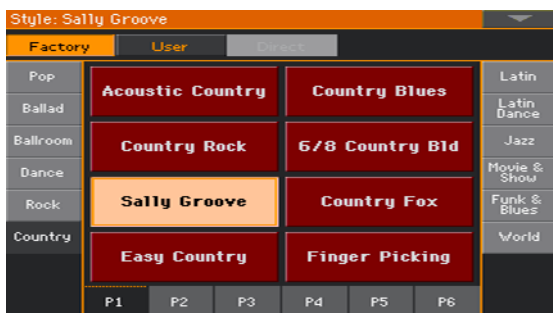 Style: Sally Groove
Factory
User
Direct
Pop
Ballad
Ballroom
Dance
Rock
Country
Acoustic Country
Country Blues
Country Rock
6/8 Country Bld
Sally Groove
Country Fox
Easy Country
Finger Picking
Latin
Latin
Dance
Jazz
Movie &
Show
Funk &
Blues
World
P1
P2
P3
P4
P5
P6